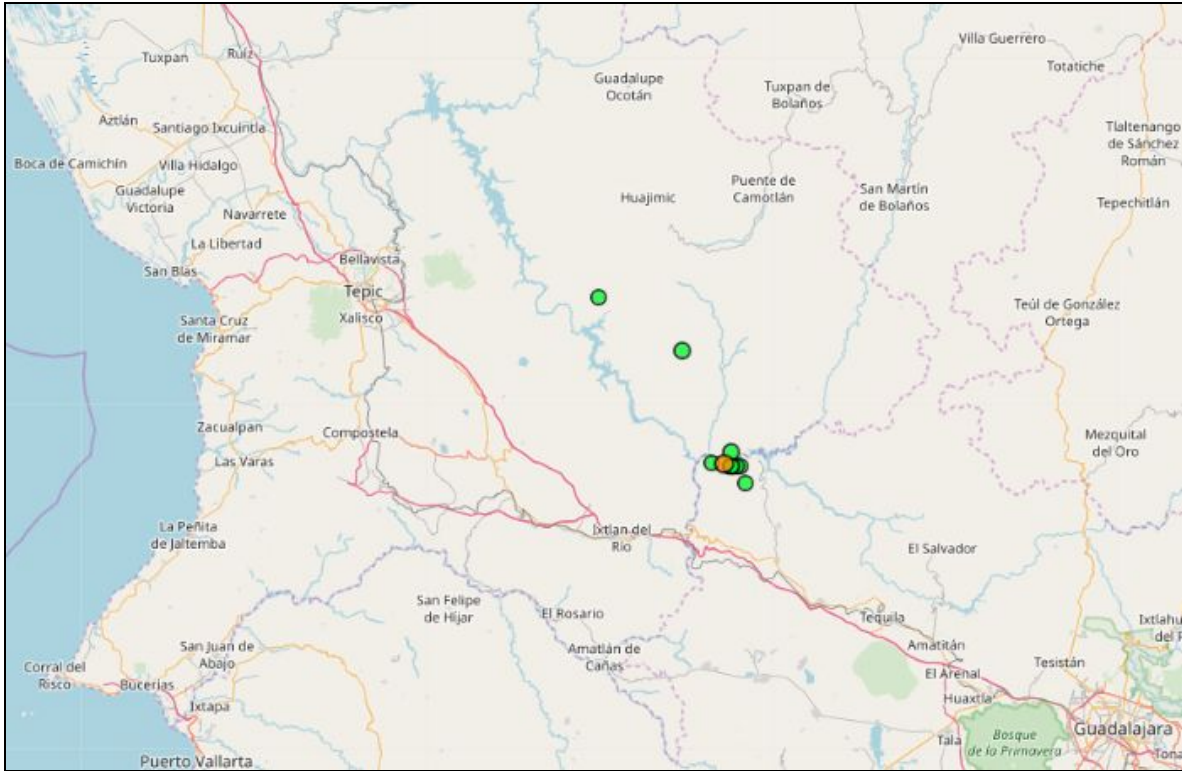 Villa Guerrero
Tuxpan
Ruíz
Totatiche
Guadalupe
Ocotán
Tuxpan de
Bolaños
Aztlán
Santiago Ixcuintla
Tlaltenango
de Sánchez
Román
Boca de Camichín
Villa Hidalgo
Guadalupe
Victoria
Huajimic
Puente de
Camotlán
San Martín
de Bolaños
Tepechitlán
Navarrete
La Libertad
Bellavista
San Blas
Tepic
Xalisco
Santa Cruz
de Miramar
Teúl de González
Ortega
Zacualpan
Compostela
Mezquital
del Oro
Las Varas
La Peñita
de Jaltemba
Ixtlan del
Río
El Salvador
San Felipe
de Hijar
El Rosario
Tequila
San Juan de
Abajo
Amatlán de
Cañas
Amatitán
Corral del
Risco
Bucerías
Tesistán
El Arenal
Huaxtla
Ixtapa
Guadalajara
Tala
Bosque
de la Primavera
Puerto Vallarta